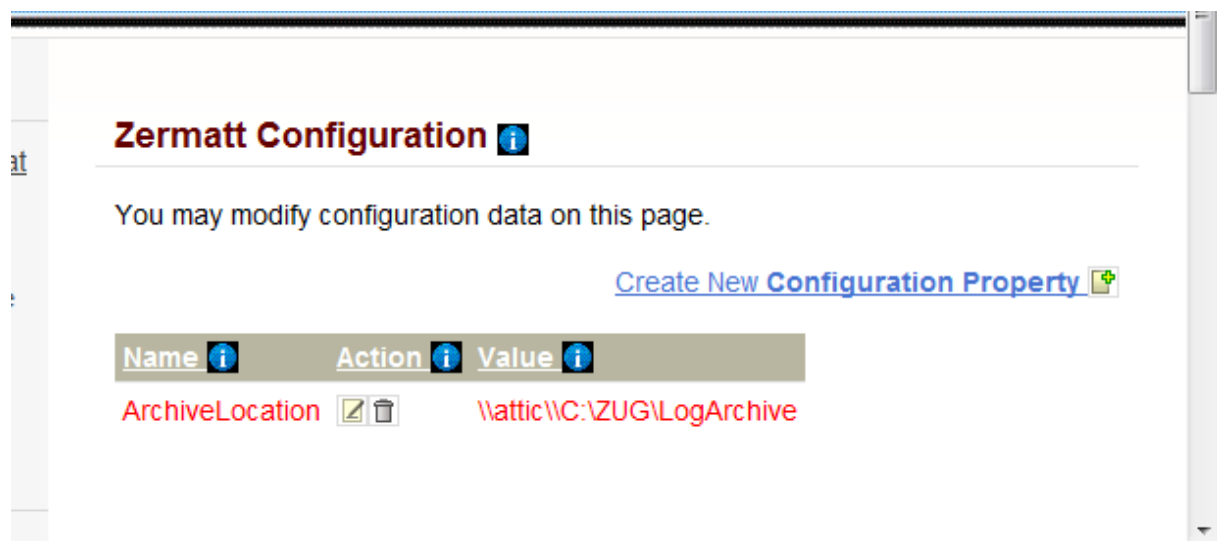 Zermatt Configuration
at
You may modify configuration data on this page.
Create New Configuration Property
Name Action Value
ArchiveLocation \\attic\\C:\ZUG\LogArchive